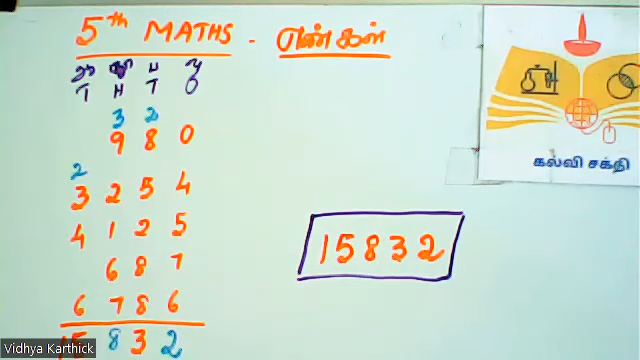 5th MATHS - எண்கள்
T H T O
3 2
9 8 0
2
3 2 5 4
4 1 2 5
6 8 7
6 7 8 6
15 8 3 2
15832
கல்வி சக்தி
Vidhya Karthick